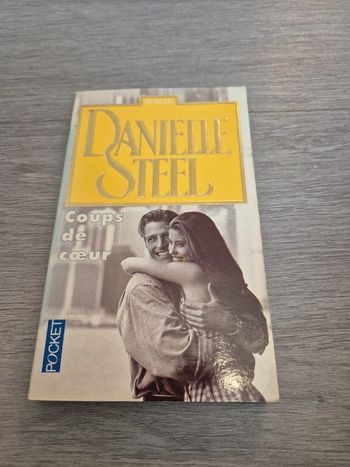 ROMAN
DANIELLE
STEEL
Coups
de
cœur
POCKET